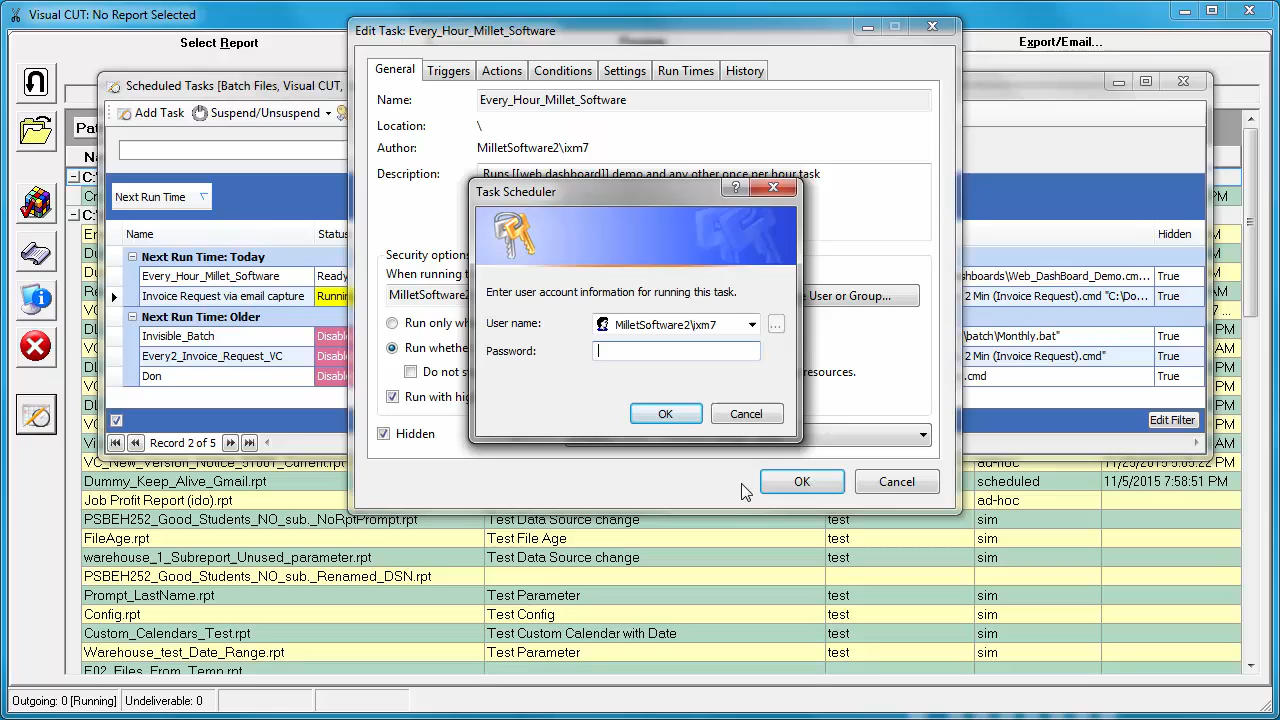 Visual CUT: No Report Selected
Select Report
Export/Email...
Edit Task: Every_Hour_Millet_Software
General Triggers Actions Conditions Settings Run Times History
Name: Every_Hour_Millet_Software
Location: \
Author: MilletSoftware2\ixm7
Description: Runs [[web dashboard]] demo and any other once per hour task
Security options
When running t
MilletSoftware2
e User or Group...
Run only wh
Run whethe
Do not s
resources.
Run with hig
Hidden
OK Cancel
Task Scheduler
Enter user account information for running this task.
User name: MilletSoftware2\ixm7
Password:
OK Cancel
Scheduled Tasks [Batch Files, Visual CUT,
Add Task Suspend/Unsuspend
Next Run Time
Name Status Hidden
Next Run Time: Today
Every_Hour_Millet_Software Ready shboards\Web_DashBoard_Demo.cm... True
Invoice Request via email capture Running 2 Min (Invoice Request).cmd "C:\Do... True
Next Run Time: Older
Invisible_Batch Disable \batch\Monthly.bat" True
Every2_Invoice_Request_VC Disable 2 Min (Invoice Request).cmd" True
Don Disable .cmd True
Record 2 of 5
Edit Filter
VC_New_Version_Notice_51001_Current.rpt ad-hoc 11/25/2015 5:05:22 PM
Dummy_Keep_Alive_Gmail.rpt scheduled 11/5/2015 7:58:51 PM
Job Profit Report (ido).rpt ad-hoc
PSBEH252_Good_Students_NO_sub._NoRptPrompt.rpt Test Data Source change test sim
FileAge.rpt Test File Age test sim
warehouse_1_Subreport_Unused_parameter.rpt Test Data Source change test sim
PSBEH252_Good_Students_NO_sub._Renamed_DSN.rpt sim
Prompt_LastName.rpt Test Parameter test sim
Config.rpt Test Config test sim
Custom_Calendars_Test.rpt Test Custom Calendar with Date test sim
Warehouse_test_Date_Range.rpt Test Parameter test sim
E02_Files_From_Temp.rpt Test Data Source change test sim
Outgoing: 0 [Running] Undeliverable: 0